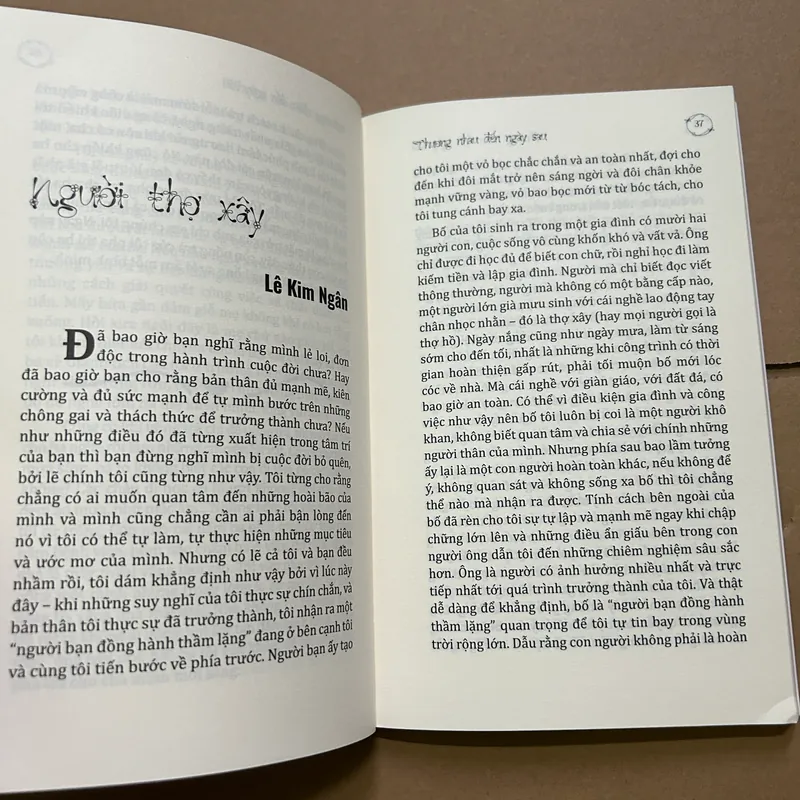 Người thợ xây
Lê Kim Ngân
Đã bao giờ bạn nghĩ rằng mình lẻ loi, đơn
độc trong hành trình cuộc đời chưa? Hay
đã bao giờ bạn cho rằng bản thân đủ mạnh mẽ, kiên
cường và đủ sức mạnh để tự mình bước trên những
chông gai và thách thức để trưởng thành chưa? Nếu
như những điều đó đã từng xuất hiện trong tâm trí
của bạn thì bạn đừng nghĩ mình bị cuộc đời bỏ quên,
bởi lẽ chính tôi cũng từng như vậy. Tôi từng cho rằng
chẳng có ai muốn quan tâm đến những hoài bão của
mình và mình cũng chẳng cần ai phải bận lòng đến
nó vì tôi có thể tự làm, tự thực hiện những mục tiêu
và ước mơ của mình. Nhưng có lẽ cả tôi và bạn đều
nhầm rồi, tôi dám khẳng định như vậy bởi vì lúc này
đây – khi những suy nghĩ của tôi thực sự chín chắn, và
bản thân tôi thực sự đã trưởng thành, tôi nhận ra một
“người bạn đồng hành thầm lặng” đang ở bên cạnh tôi
và cùng tôi tiến bước về phía trước. Người bạn ấy tạo
Thương nhau đến ngày sau
37
cho tôi một vỏ bọc chắc chắn và an toàn nhất, đợi cho
đến khi đôi mắt trở nên sáng ngời và đôi chân khỏe
mạnh vững vàng, vỏ bao bọc mới từ từ bóc tách, cho
tôi tung cánh bay xa.
Bố của tôi sinh ra trong một gia đình có mười hai
người con, cuộc sống vô cùng khốn khó và vất vả. Ông
chỉ được đi học đủ để biết con chữ, rồi nghỉ học đi làm
kiếm tiền và lập gia đình. Người mà chỉ biết đọc viết
thông thường, người mà không có một bằng cấp nào,
một người lớn già mưu sinh với cái nghề lao động tay
chân nhọc nhằn – đó là thợ xây (hay mọi người gọi là
thợ hồ). Ngày nắng cũng như ngày mưa, làm từ sáng
sớm cho đến tối, nhất là những khi công trình có thời
gian hoàn thiện gấp rút, phải tối muộn bố mới lóc
cóc về nhà. Mà cái nghề với giàn giáo, với đất đá, có
bao giờ an toàn. Có thể vì điều kiện gia đình và công
việc như vậy nên bố tôi luôn bị coi là một người khô
khan, không biết quan tâm và chia sẻ với chính những
người thân của mình. Nhưng phía sau bao lầm tưởng
ấy lại là một con người hoàn toàn khác, nếu không để
ý, không quan sát và không sống xa bố thì tôi chẳng
thể nào mà nhận ra được. Tính cách bên ngoài của
bố đã rèn cho tôi sự tự lập và mạnh mẽ ngay khi chập
chững lớn lên và những điều ẩn giấu bên trong con
người ông dẫn tôi đến những chiêm nghiệm sâu sắc
hơn. Ông là người có ảnh hưởng nhiều nhất và trực
tiếp nhất tới quá trình trưởng thành của tôi. Và thật
dễ dàng để khẳng định, bố là “người bạn đồng hành
thầm lặng” quan trọng để tôi tự tin bay trong vùng
trời rộng lớn. Dẫu rằng con người không phải là hoàn